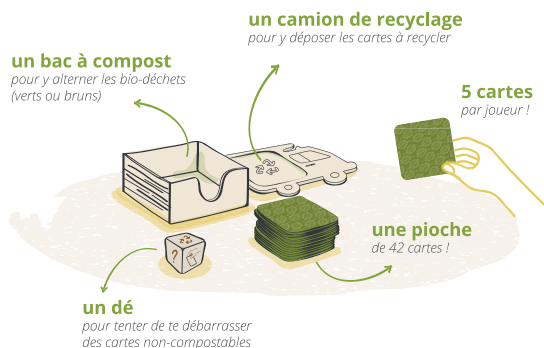 un camion de recyclage
pour y déposer les cartes à recycler
un bac à compost
pour y alterner les bio-déchets
(verts ou bruns)
5 cartes
par joueur !
une pioche
de 42 cartes !
?
un dé
pour tenter de te débarrasser
des cartes non-compostables